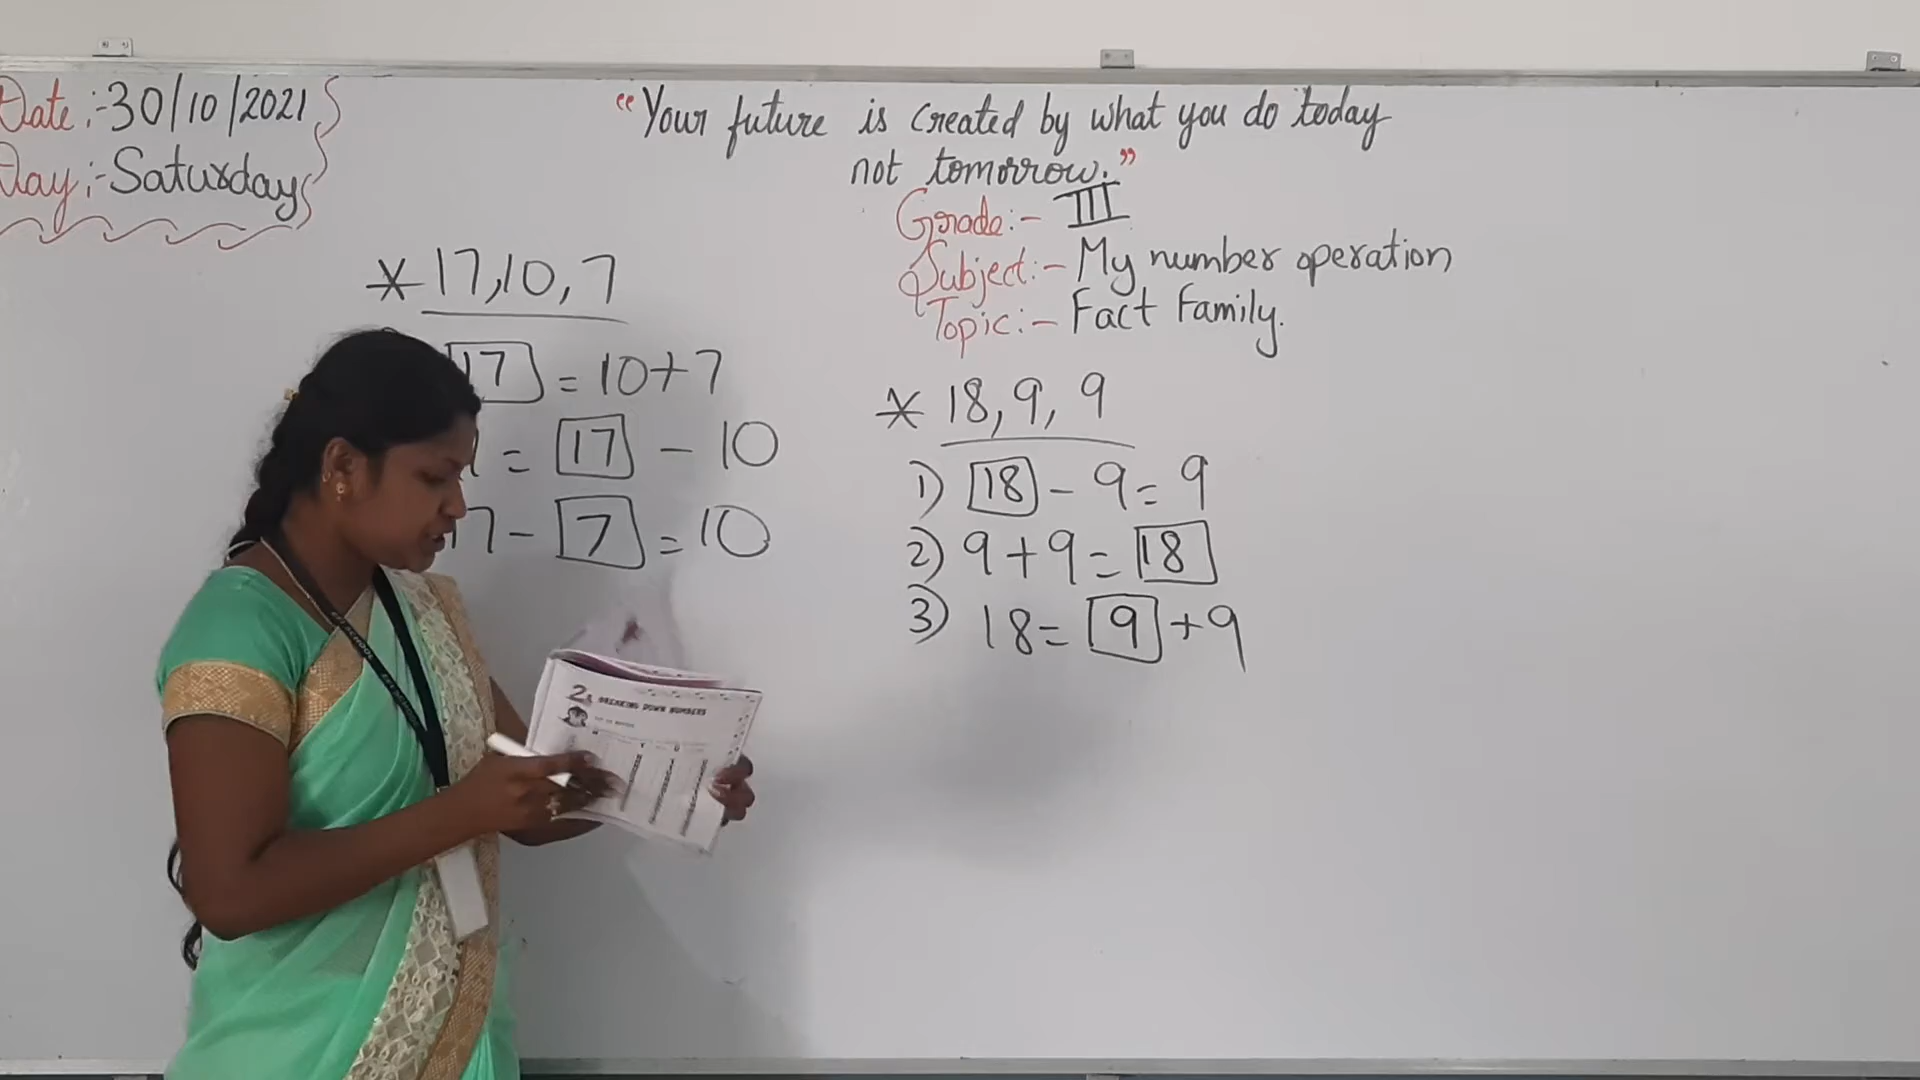 Date:-30/10/2021
Day:-Saturday
“Your future is created by what you do today
not tomorrow.”
Grade:- III
Subject:- My number operation
Topic:- Fact Family.
* 17,10,7
17 = 10+7
= 17 - 10
7 - 7 = 10
* 18, 9, 9
1) 18 - 9 = 9
2) 9 + 9 = 18
3) 18 = 9 + 9
2. BREAKING DOWN NUMBERS